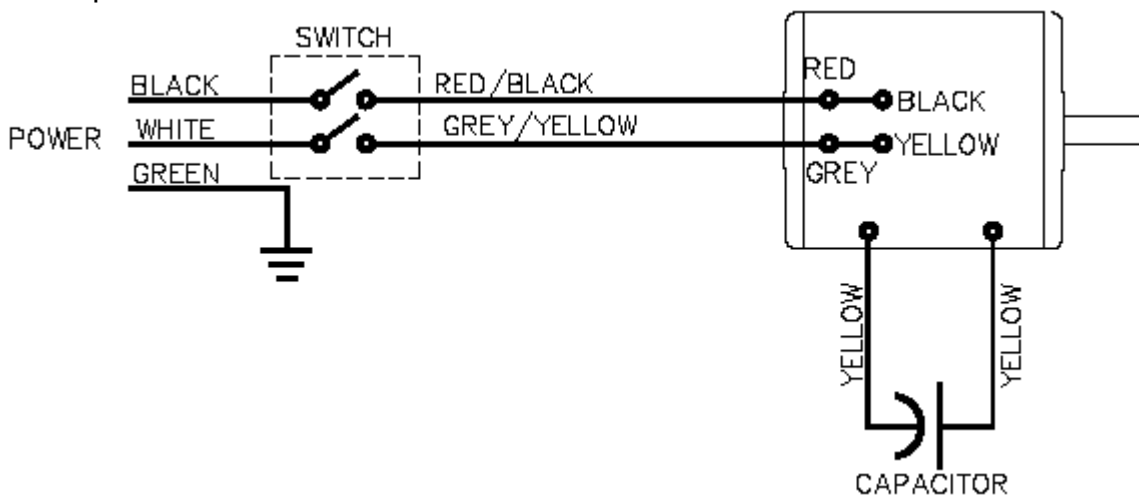 SWITCH
BLACK
RED/BLACK
RED
BLACK
POWER
WHITE
GREY/YELLOW
YELLOW
GREEN
GREY
YELLOW
YELLOW
CAPACITOR